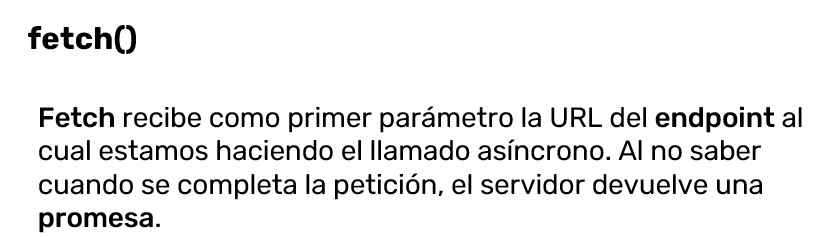 fetch()
Fetch recibe como primer parámetro la URL del endpoint al
cual estamos haciendo el llamado asíncrono. Al no saber
cuando se completa la petición, el servidor devuelve una
promesa.